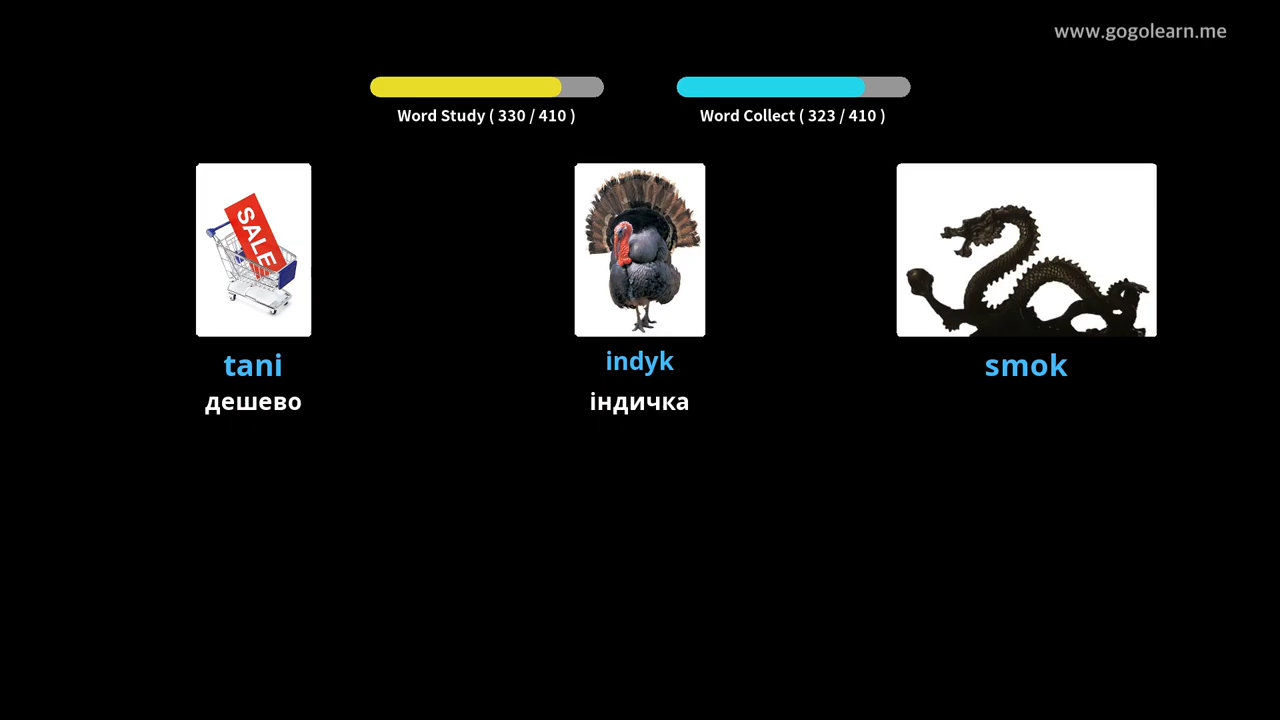 www.gogolearn.me
Word Study ( 330 / 410 )
Word Collect ( 323 / 410 )
SALE
tani
indyk
smok
дешево
індичка